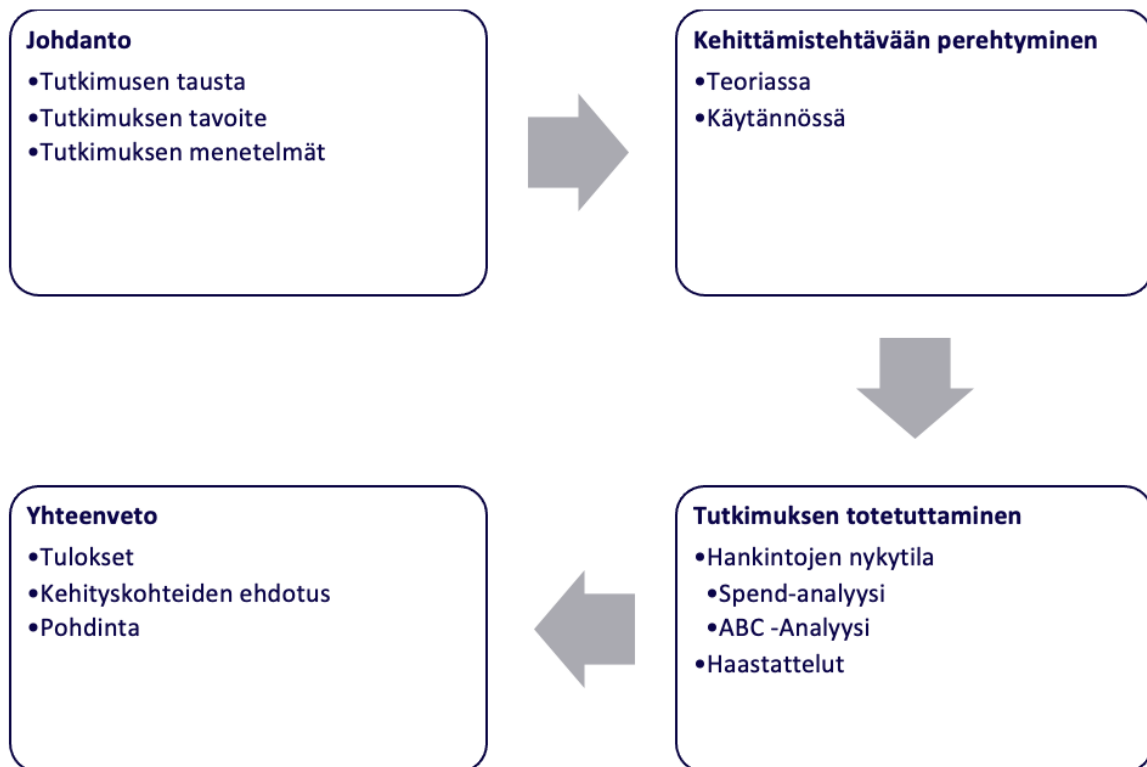 Johdanto
•Tutkimusen tausta
•Tutkimuksen tavoite
•Tutkimuksen menetelmät
Kehittämistehtävään perehtyminen
•Teoriassa
•Käytännössä
Tutkimuksen totetuttaminen
•Hankintojen nykytila
•Spend-analyysi
•ABC -Analyysi
•Haastattelut
Yhteenveto
•Tulokset
•Kehityskohteiden ehdotus
•Pohdinta